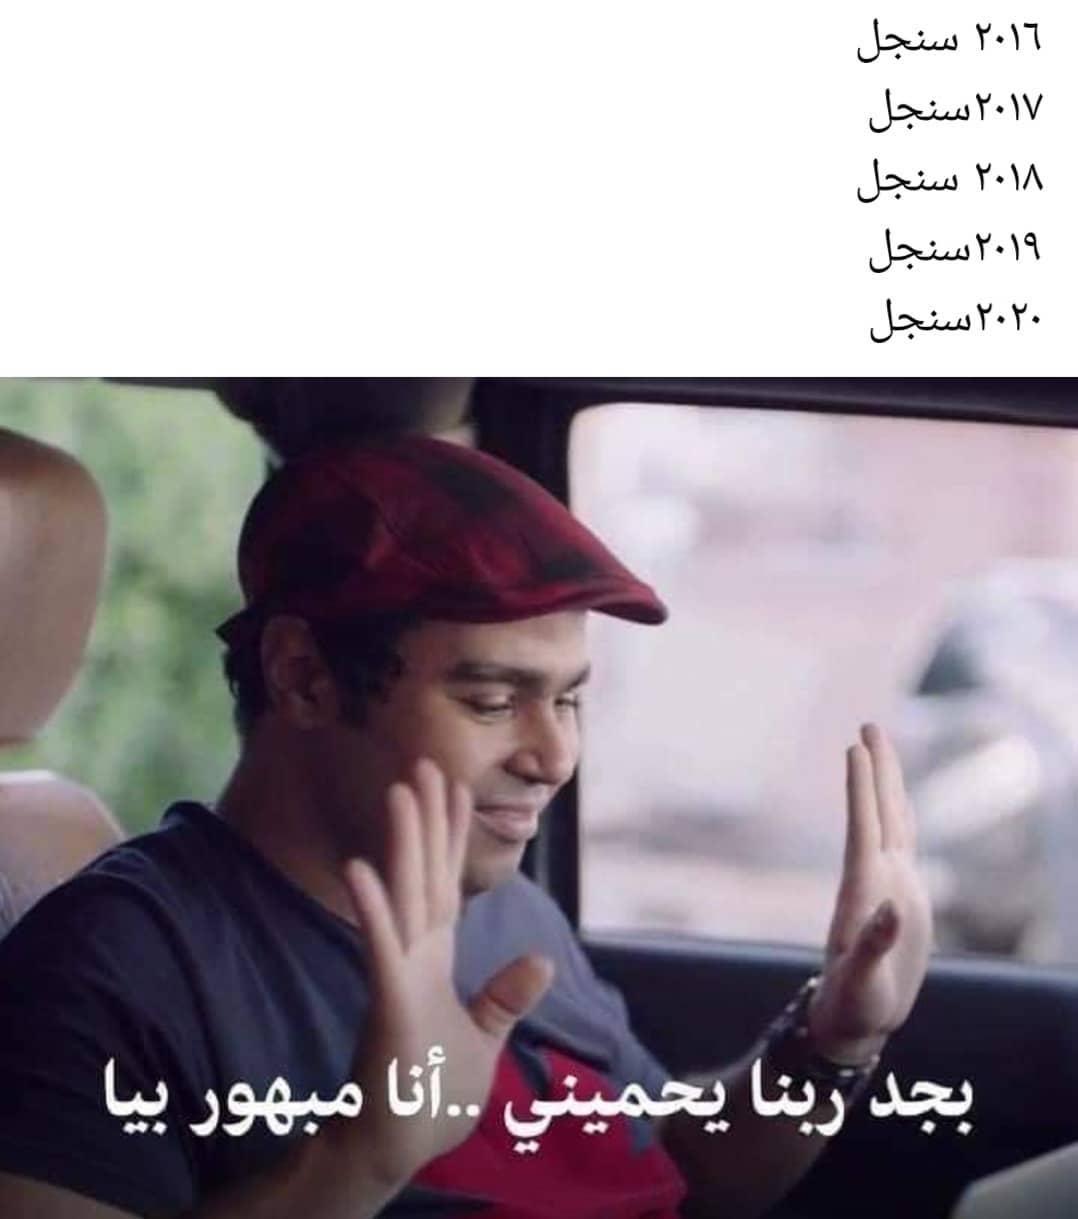 ٢٠١٦ سنجل
٢٠١٧سنجل
٢٠١٨ سنجل
٢٠١٩سنجل
٢٠٢٠سنجل
بجد ربنا يحميني ..أنا مبهور بيا